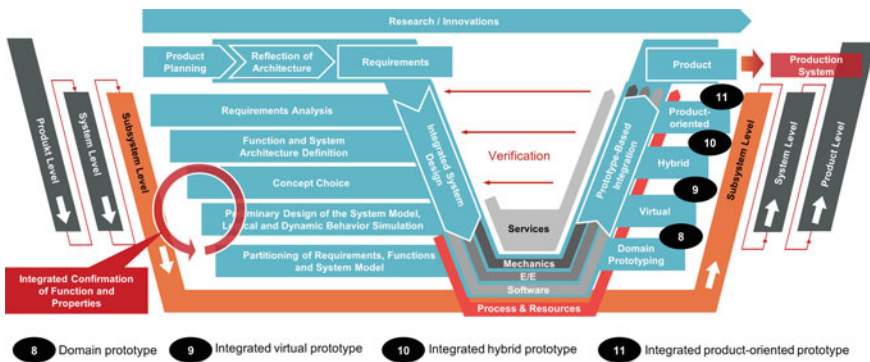 Research / Innovations
Product
Planning
Reflection of
Architecture
Requirements
Product
Production
System
Produkt Level
System Level
Subsystem Level
Requirements Analysis
Function and System
Architecture Definition
Concept Choice
Preliminary Design of the System Model,
Logical and Dynamic Behavior Simulation
Partitioning of Requirements, Functions
and System Model
Integrated Confirmation
of Function and
Properties
Integrated System
Design
Verification
Prototype-Based
Integration
Services
Mechanics
E/E
Software
Process & Resources
11
Product-
oriented
10
Hybrid
9
Virtual
8
Domain
Prototyping
Subsystem Level
System Level
Product Level
8 Domain prototype
9 Integrated virtual prototype
10 Integrated hybrid prototype
11 Integrated product-oriented prototype